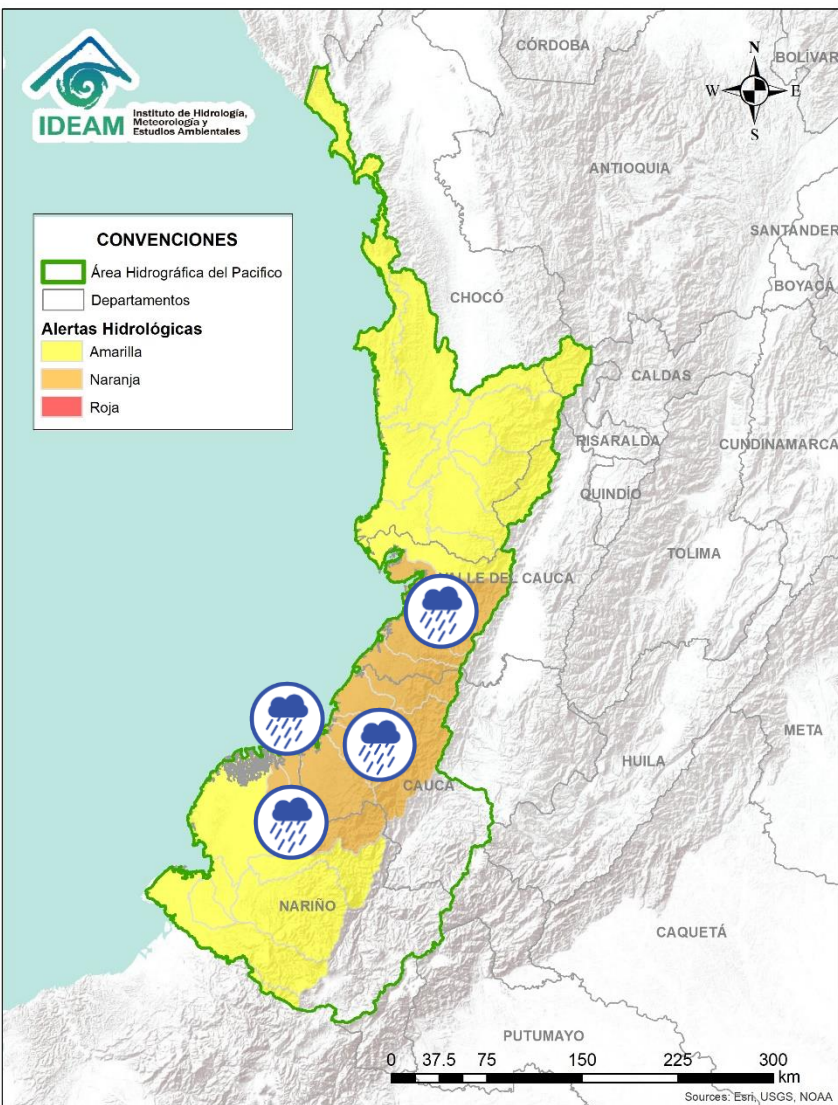 IDEAM
Instituto de Hidrología,
Meteorología y
Estudios Ambientales
N
W
E
S
CÓRDOBA
BOLÍVAR
ANTIOQUIA
SANTANDER
BOYACÁ
CHOCÓ
CALDAS
RISARALDA
CUNDINAMARCA
QUINDÍO
TOLIMA
VALLE DEL CAUCA
META
HUILA
CAUCA
NARIÑO
CAQUETÁ
PUTUMAYO
CONVENCIONES
Área Hidrográfica del Pacifico
Departamentos
Alertas Hidrológicas
Amarilla
Naranja
Roja
0 37.5 75 150 225 300
km
Sources: Esri, USGS, NOAA